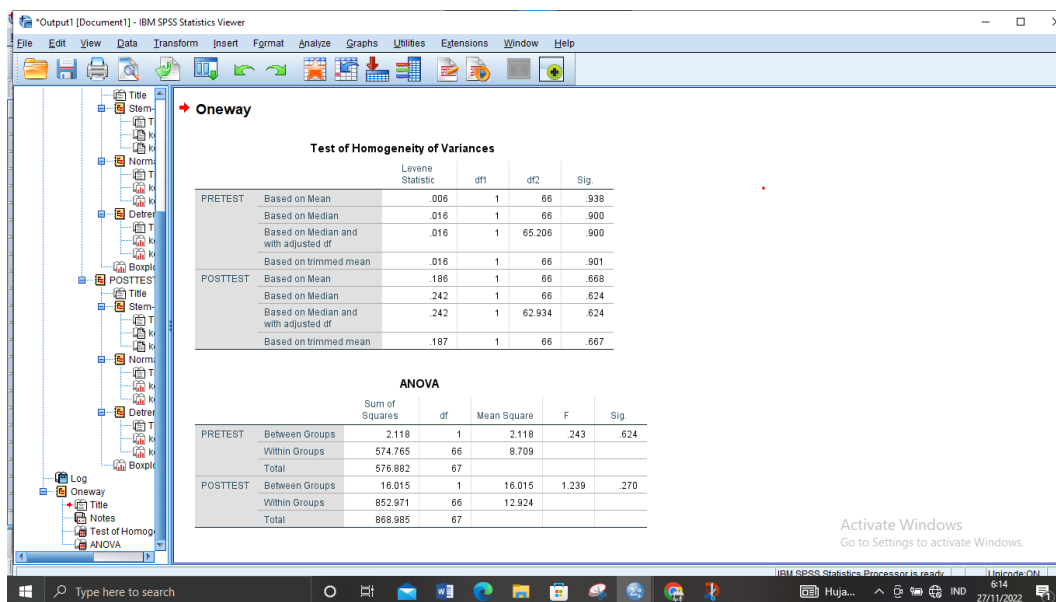 *Output1 [Document1] - IBM SPSS Statistics Viewer
File Edit View Data Transform Insert Format Analyze Graphs Utilities Extensions Window Help
Title
Stem-
Norma
Detrer
Boxplo
POSTTEST
Title
Stem-
Norma
Detrer
Boxplo
Log
Oneway
Title
Notes
Test of Homog
ANOVA
Oneway
Test of Homogeneity of Variances
Levene
Statistic df1 df2 Sig.
PRETEST Based on Mean .006 1 66 .938
Based on Median .016 1 66 .900
Based on Median and
with adjusted df .016 1 65.206 .900
Based on trimmed mean .016 1 66 .901
POSTTEST Based on Mean .186 1 66 .668
Based on Median .242 1 66 .624
Based on Median and
with adjusted df .242 1 62.934 .624
Based on trimmed mean .187 1 66 .667
ANOVA
Sum of
Squares df Mean Square F Sig.
PRETEST Between Groups 2.118 1 2.118 .243 .624
Within Groups 574.765 66 8.709
Total 576.882 67
POSTTEST Between Groups 16.015 1 16.015 1.239 .270
Within Groups 852.971 66 12.924
Total 868.985 67
Activate Windows
Go to Settings to activate Windows.
IBM SPSS Statistics Processor is ready Unicode:ON
Type here to search
Huja... IND 6:14
27/11/2022